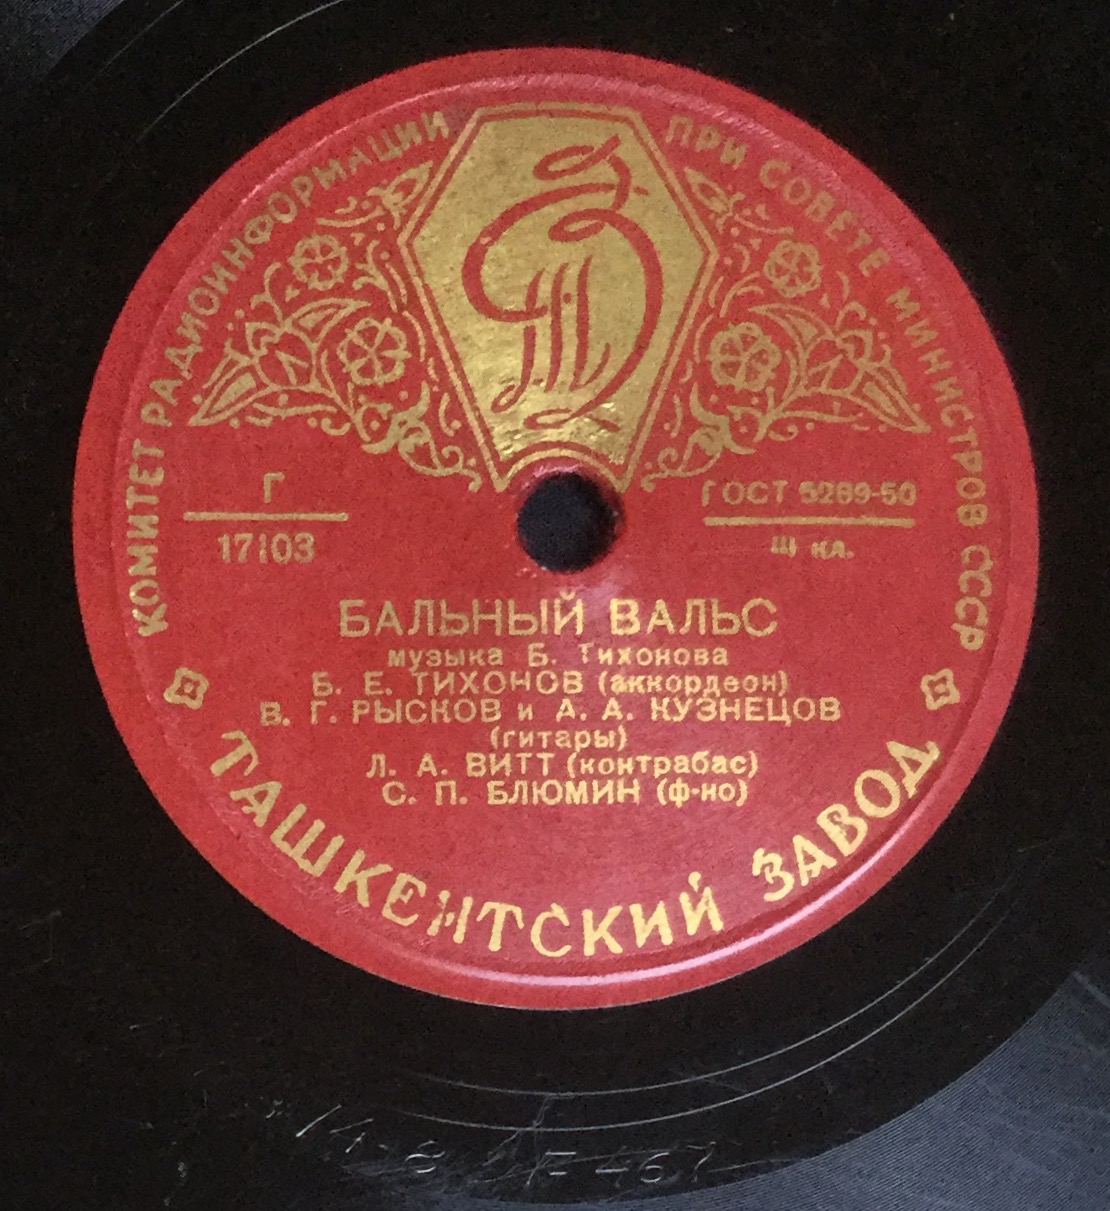 КОМИТЕТ РАДИОИНФОРМАЦИИ ПРИ СОВЕТЕ МИНИСТРОВ СССР
Г
17103
ГОСТ 5289-50
Щ КА.
БАЛЬНЫЙ ВАЛЬС
музыка Б. Тихонова
Б. Е. ТИХОНОВ (аккордеон)
В. Г. РЫСКОВ и А. А. КУЗНЕЦОВ
(гитары)
Л. А. ВИТТ (контрабас)
С. П. БЛЮМИН (ф-но)
ТАШКЕНТСКИЙ ЗАВОД